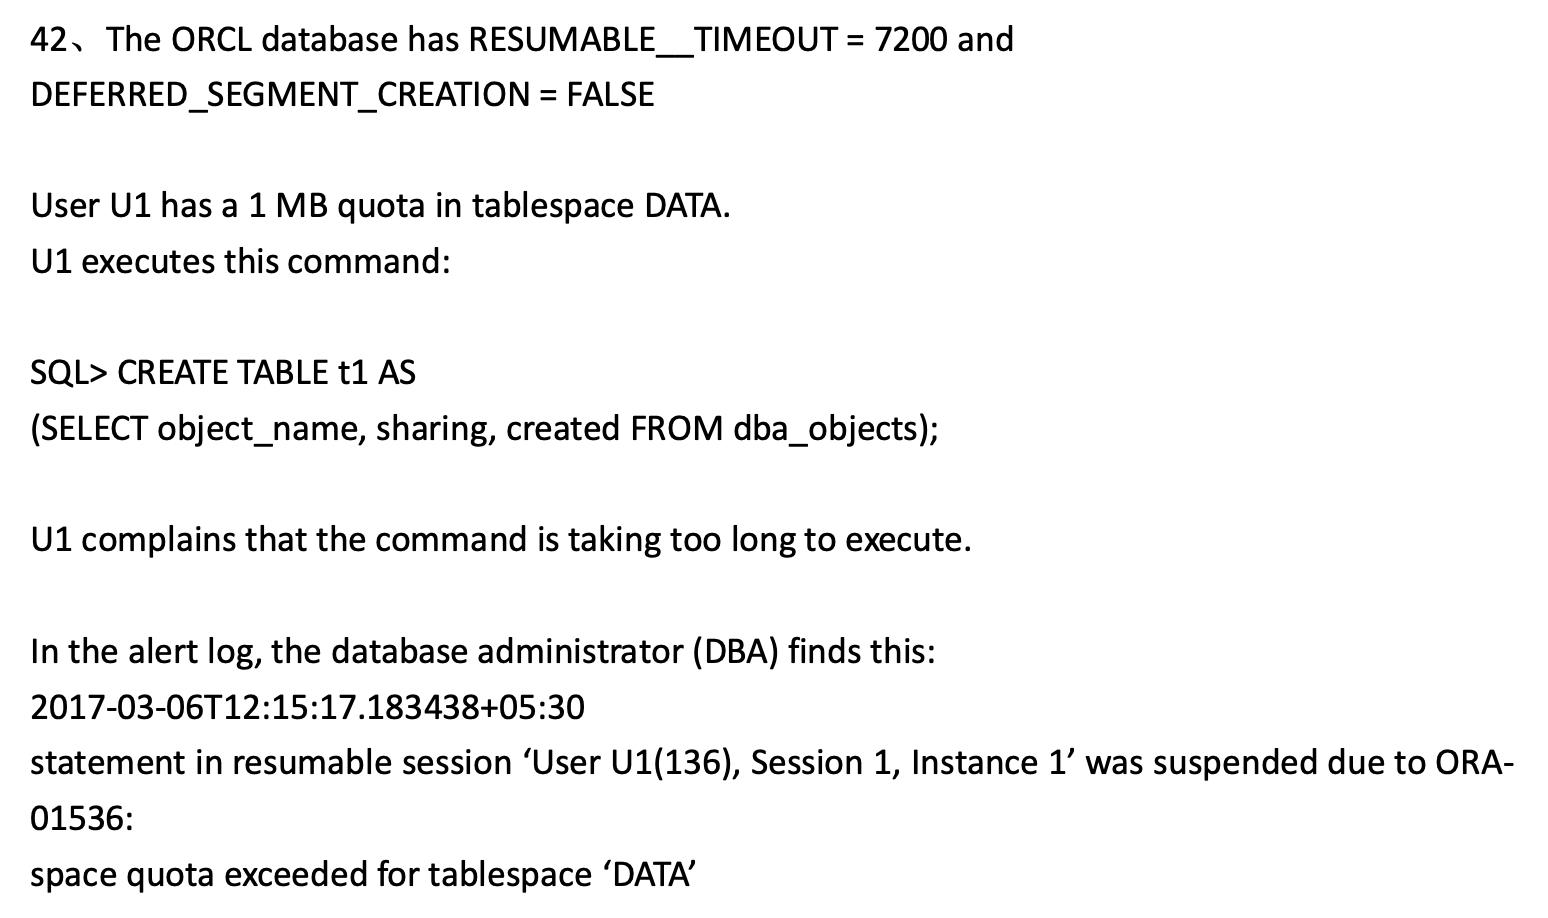 42、The ORCL database has RESUMABLE__TIMEOUT = 7200 and
DEFERRED_SEGMENT_CREATION = FALSE
User U1 has a 1 MB quota in tablespace DATA.
U1 executes this command:
SQL> CREATE TABLE t1 AS
(SELECT object_name, sharing, created FROM dba_objects);
U1 complains that the command is taking too long to execute.
In the alert log, the database administrator (DBA) finds this:
2017-03-06T12:15:17.183438+05:30
statement in resumable session ‘User U1(136), Session 1, Instance 1’ was suspended due to ORA-
01536:
space quota exceeded for tablespace ‘DATA’